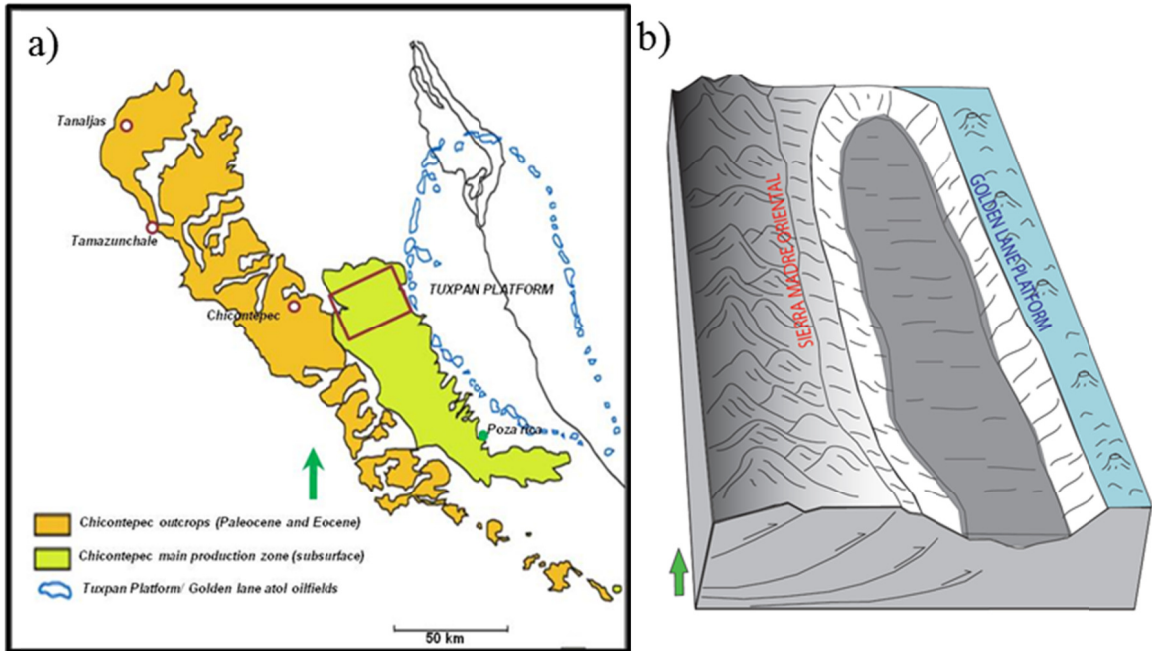 a)
Tanaljas
Tamazunchale
TUXPAN PLATFORM
Chicontepec
Poza rica
Chicontepec outcrops (Paleocene and Eocene)
Chicontepec main production zone (subsurface)
Tuxpan Platform/ Golden lane atol oilfields
50 km
b)
SIERRA MADRE ORIENTAL
GOLDEN LANE PLATFORM